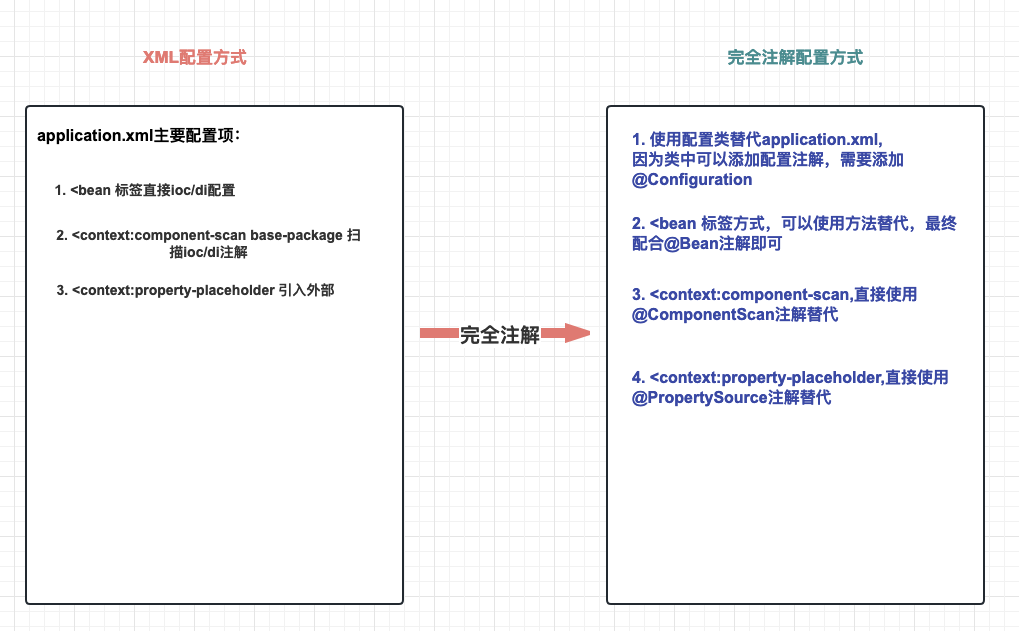 XML配置方式
完全注解配置方式
application.xml主要配置项：
1. <bean 标签直接ioc/di配置
2. <context:component-scan base-package 扫
描ioc/di注解
3. <context:property-placeholder 引入外部
完全注解
1. 使用配置类替代application.xml,
因为类中可以添加配置注解，需要添加
@Configuration
2. <bean 标签方式，可以使用方法替代，最终
配合@Bean注解即可
3. <context:component-scan,直接使用
@ComponentScan注解替代
4. <context:property-placeholder,直接使用
@PropertySource注解替代